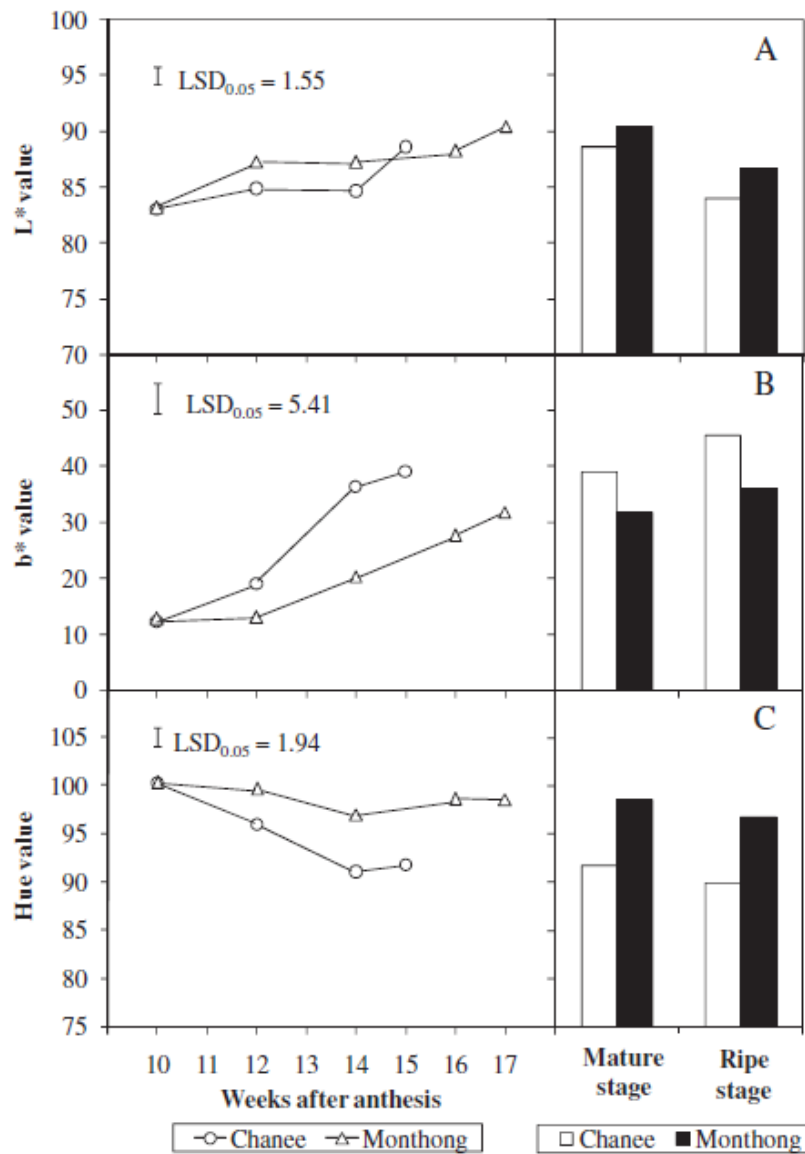 100
95
90
85
80
75
70
L* value
LSD0.05 = 1.55
A
50
40
30
20
10
0
b* value
LSD0.05 = 5.41
B
105
100
95
90
85
80
75
Hue value
LSD0.05 = 1.94
C
10 11 12 13 14 15 16 17
Weeks after anthesis
Mature stage
Ripe stage
Chanee Monthong
Chanee Monthong